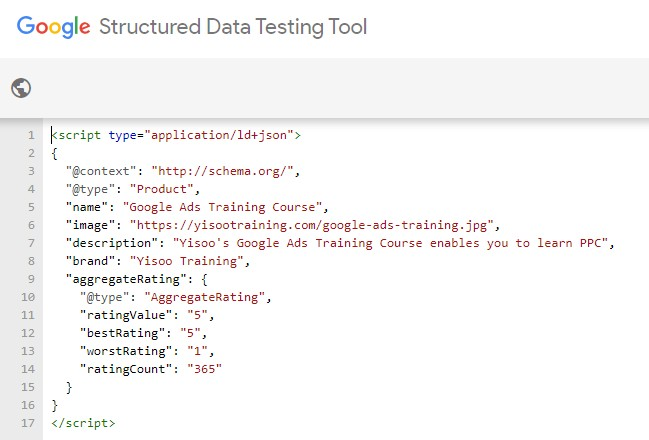 Google Structured Data Testing Tool
1 <script type="application/ld+json">
2 {
3 "@context": "http://schema.org/",
4 "@type": "Product",
5 "name": "Google Ads Training Course",
6 "image": "https://yisootraining.com/google-ads-training.jpg",
7 "description": "Yisoo's Google Ads Training Course enables you to learn PPC",
8 "brand": "Yisoo Training",
9 "aggregateRating": {
10 "@type": "AggregateRating",
11 "ratingValue": "5",
12 "bestRating": "5",
13 "worstRating": "1",
14 "ratingCount": "365"
15 }
16 }
17 </script>